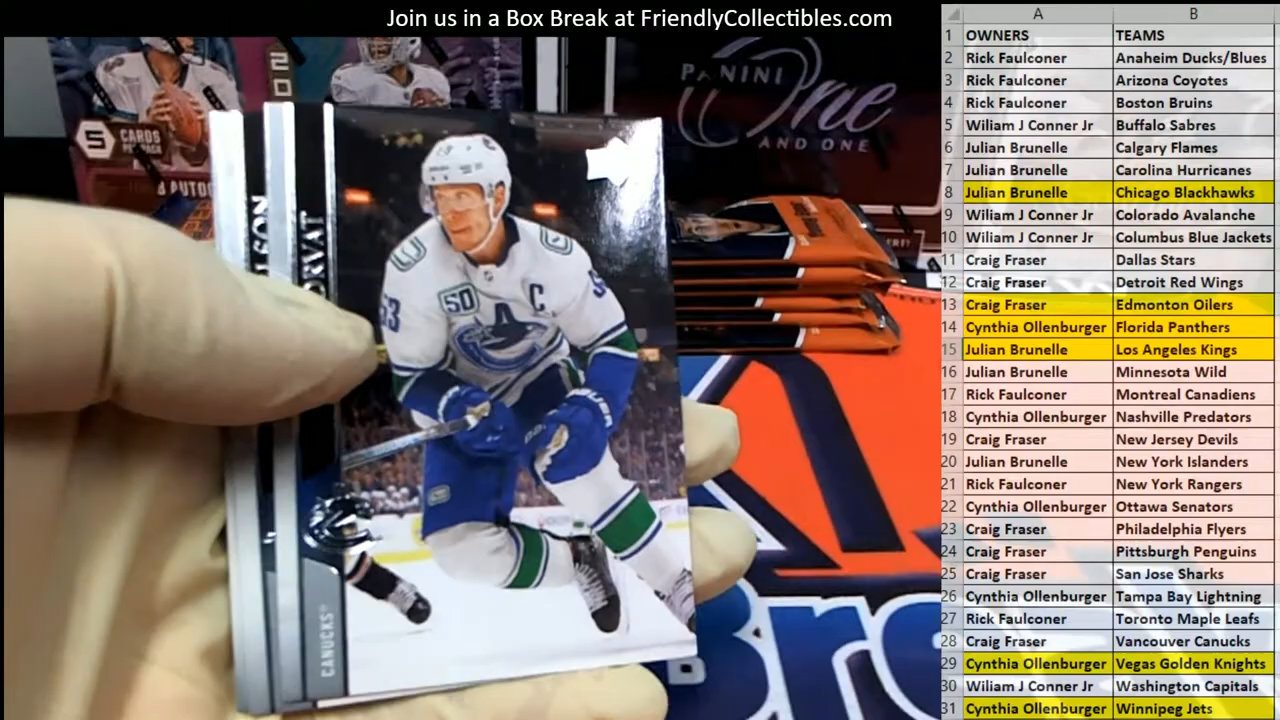 Join us in a Box Break at FriendlyCollectibles.com
A B
1 OWNERS TEAMS
2 Rick Faulconer Anaheim Ducks/Blues
3 Rick Faulconer Arizona Coyotes
4 Rick Faulconer Boston Bruins
5 Wiliam J Conner Jr Buffalo Sabres
6 Julian Brunelle Calgary Flames
7 Julian Brunelle Carolina Hurricanes
8 Julian Brunelle Chicago Blackhawks
9 Wiliam J Conner Jr Colorado Avalanche
10 Wiliam J Conner Jr Columbus Blue Jackets
11 Craig Fraser Dallas Stars
12 Craig Fraser Detroit Red Wings
13 Craig Fraser Edmonton Oilers
14 Cynthia Ollenburger Florida Panthers
15 Julian Brunelle Los Angeles Kings
16 Julian Brunelle Minnesota Wild
17 Rick Faulconer Montreal Canadiens
18 Cynthia Ollenburger Nashville Predators
19 Craig Fraser New Jersey Devils
20 Julian Brunelle New York Islanders
21 Rick Faulconer New York Rangers
22 Cynthia Ollenburger Ottawa Senators
23 Craig Fraser Philadelphia Flyers
24 Craig Fraser Pittsburgh Penguins
25 Craig Fraser San Jose Sharks
26 Cynthia Ollenburger Tampa Bay Lightning
27 Rick Faulconer Toronto Maple Leafs
28 Craig Fraser Vancouver Canucks
29 Cynthia Ollenburger Vegas Golden Knights
30 Wiliam J Conner Jr Washington Capitals
31 Cynthia Ollenburger Winnipeg Jets
PANINI
One
AND ONE
5 CARDS
50
C
53
CANUCKS